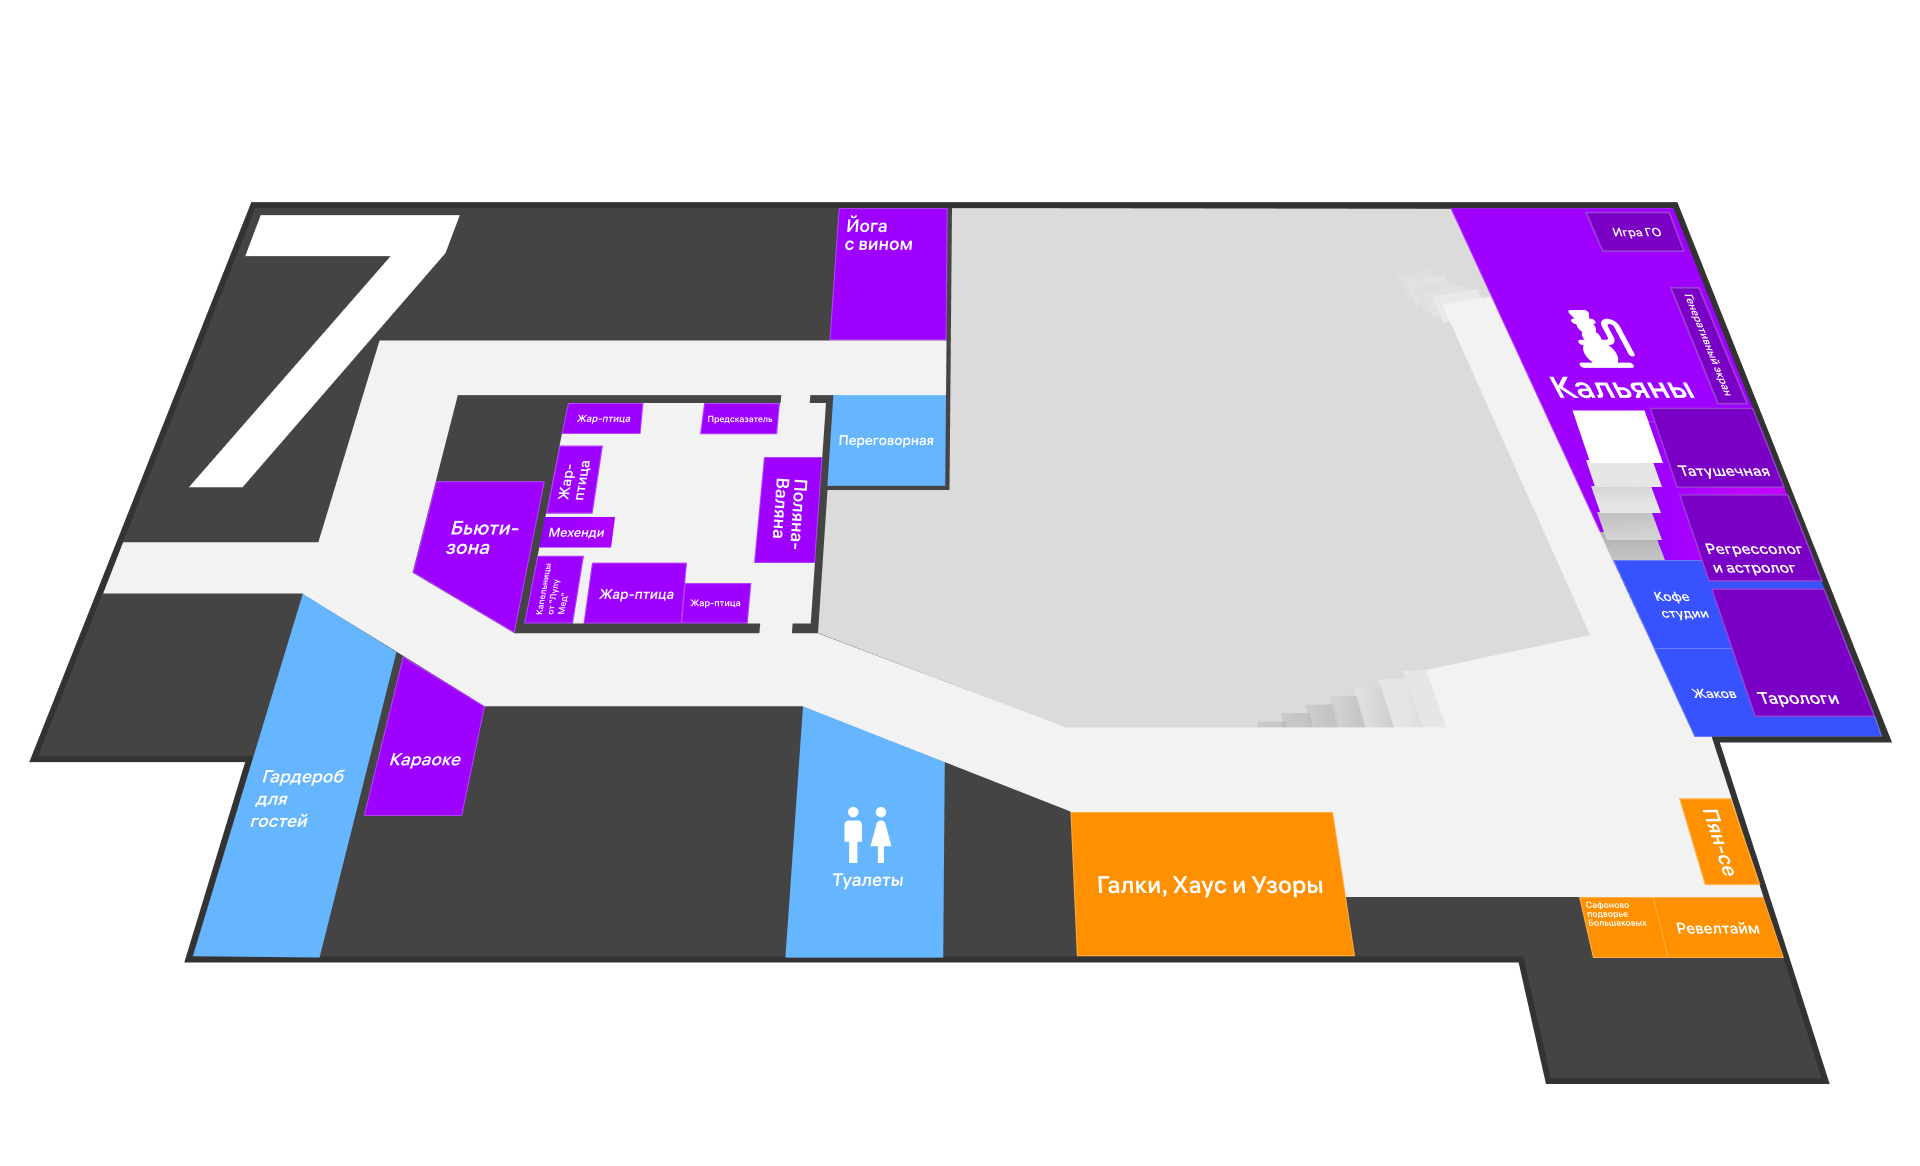 7
Йога
с вином
Игра ГО
Генеративный экран
Кальяны
Жар-птица
Предсказатель
Переговорная
Жар-
птица
Поляна-
Валяна
Татушечная
Бьюти-
зона
Мехенди
Регрессолог
и астролог
Капельницы
от "Лулу
Мед"
Жар-птица
Жар-птица
Кофе
студии
Жаков
Тарологи
Караоке
Гардероб
для
гостей
Туалеты
Галки, Хаус и Узоры
Пян-се
Сафоново
подворье
Большаковых
Ревелтайм